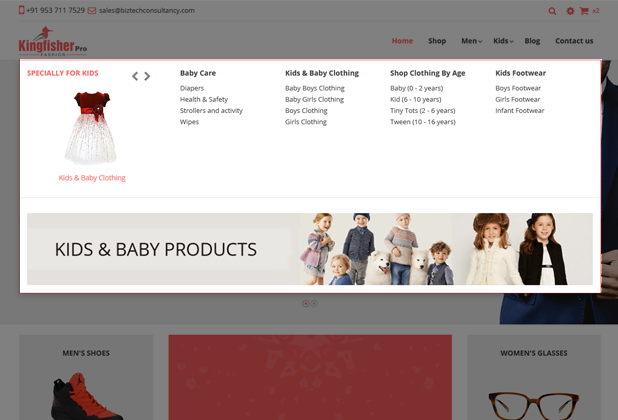 +91 953 711 7529 sales@biztechconsultancy.com x2
Kingfisher Pro
FASHION
Home Shop Men Kids Blog Contact us
SPECIALLY FOR KIDS
Kids & Baby Clothing
Baby Care
Diapers
Health & Safety
Strollers and activity
Wipes
Kids & Baby Clothing
Baby Boys Clothing
Baby Girls Clothing
Boys Clothing
Girls Clothing
Shop Clothing By Age
Baby (0 - 2 years)
Kid (6 - 10 years)
Tiny Tots (2 - 6 years)
Tween (10 - 16 years)
Kids Footwear
Boys Footwear
Girls Footwear
Infant Footwear
KIDS & BABY PRODUCTS
MEN'S SHOES
WOMEN'S GLASSES